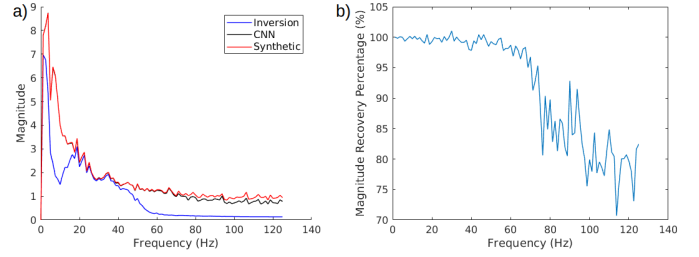 a)
9
8
7
6
5
4
3
2
1
0
Magnitude
0 20 40 60 80 100 120 140
Frequency (Hz)
Inversion
CNN
Synthetic
b)
105
100
95
90
85
80
75
70
Magnitude Recovery Percentage (%)
0 20 40 60 80 100 120 140
Frequency (Hz)